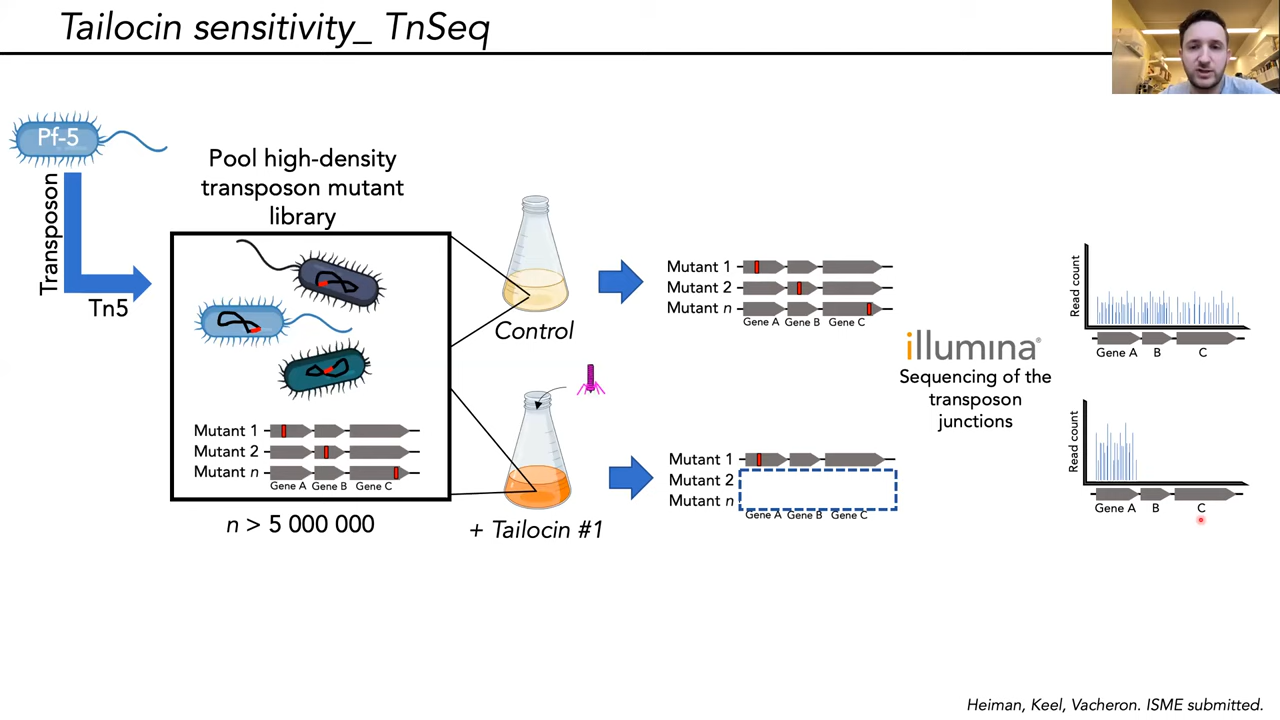 Tailocin sensitivity_ TnSeq
Pf-5
Transposon
Tn5
Pool high-density
transposon mutant
library
Mutant 1
Mutant 2
Mutant n
Gene A Gene B Gene C
n > 5 000 000
Control
+ Tailocin #1
Mutant 1
Mutant 2
Mutant n
Gene A Gene B Gene C
Mutant 1
Mutant 2
Mutant n
Gene A Gene B Gene C
illumina®
Sequencing of the
transposon
junctions
Read count
Gene A B C
Read count
Gene A B C
Heiman, Keel, Vacheron. ISME submitted.